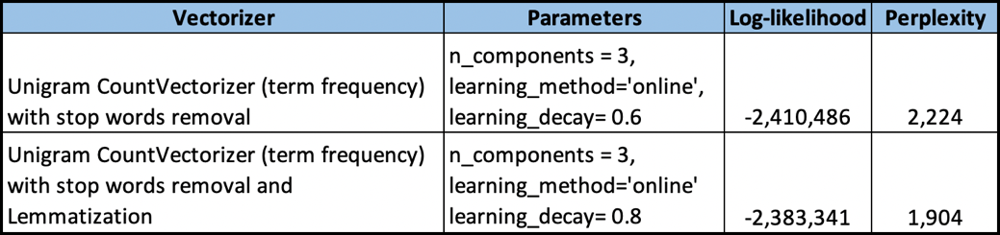 Vectorizer Parameters Log-likelihood Perplexity
Unigram CountVectorizer (term frequency)
with stop words removal
n_components = 3,
learning_method='online',
learning_decay= 0.6
-2,410,486
2,224
Unigram CountVectorizer (term frequency)
with stop words removal and
Lemmatization
n_components = 3,
learning_method='online'
learning_decay= 0.8
-2,383,341
1,904